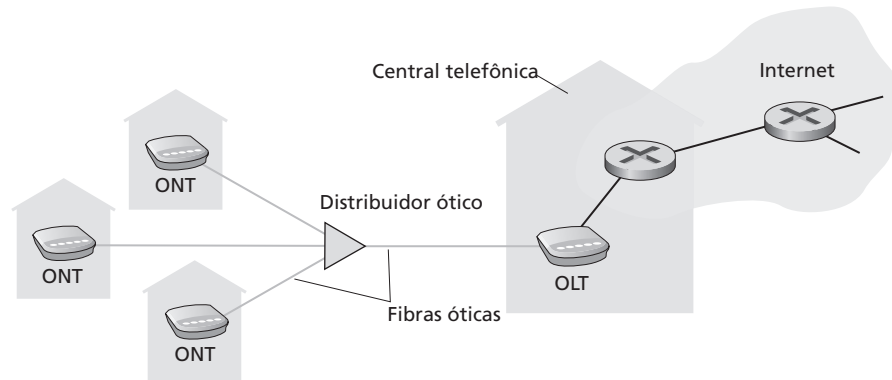 Central telefônica
Internet
ONT
Distribuidor ótico
ONT
OLT
Fibras óticas
ONT